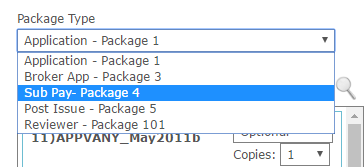 Package Type
Application - Package 1
Application - Package 1
Broker App - Package 3
Sub Pay- Package 4
Post Issue - Package 5
Reviewer - Package 101
11)APPVANY_May2011b
Optional
Copies: 1